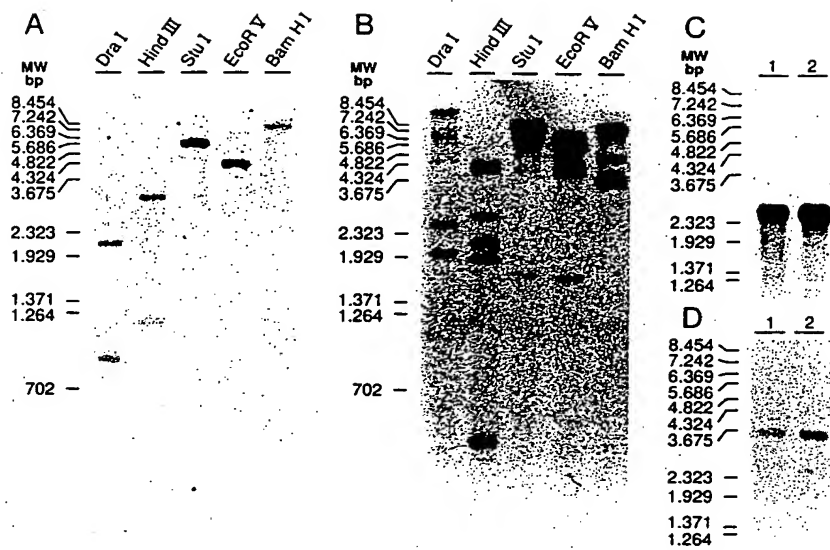 A
Dra I
Hind III
Stu I
EcoR V
Bam H I
MW
bp
8.454
7.242
6.369
5.686
4.822
4.324
3.675
2.323
1.929
1.371
1.264
702
B
Dra I
Hind III
Stu I
EcoR V
Bam H I
MW
bp
8.454
7.242
6.369
5.686
4.822
4.324
3.675
2.323
1.929
1.371
1.264
702
C
1 2
MW
bp
8.454
7.242
6.369
5.686
4.822
4.324
3.675
2.323
1.929
1.371
1.264
D
1 2
8.454
7.242
6.369
5.686
4.822
4.324
3.675
2.323
1.929
1.371
1.264